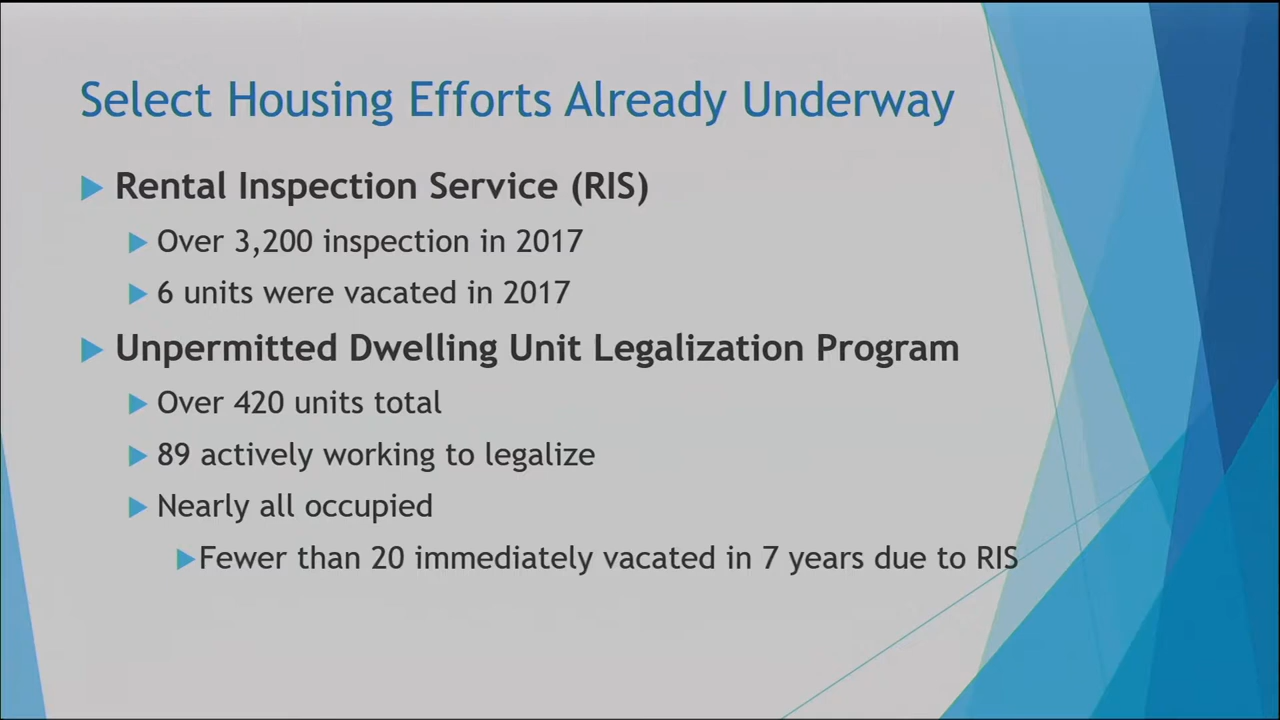 Select Housing Efforts Already Underway
Rental Inspection Service (RIS)
Over 3,200 inspection in 2017
6 units were vacated in 2017
Unpermitted Dwelling Unit Legalization Program
Over 420 units total
89 actively working to legalize
Nearly all occupied
Fewer than 20 immediately vacated in 7 years due to RIS